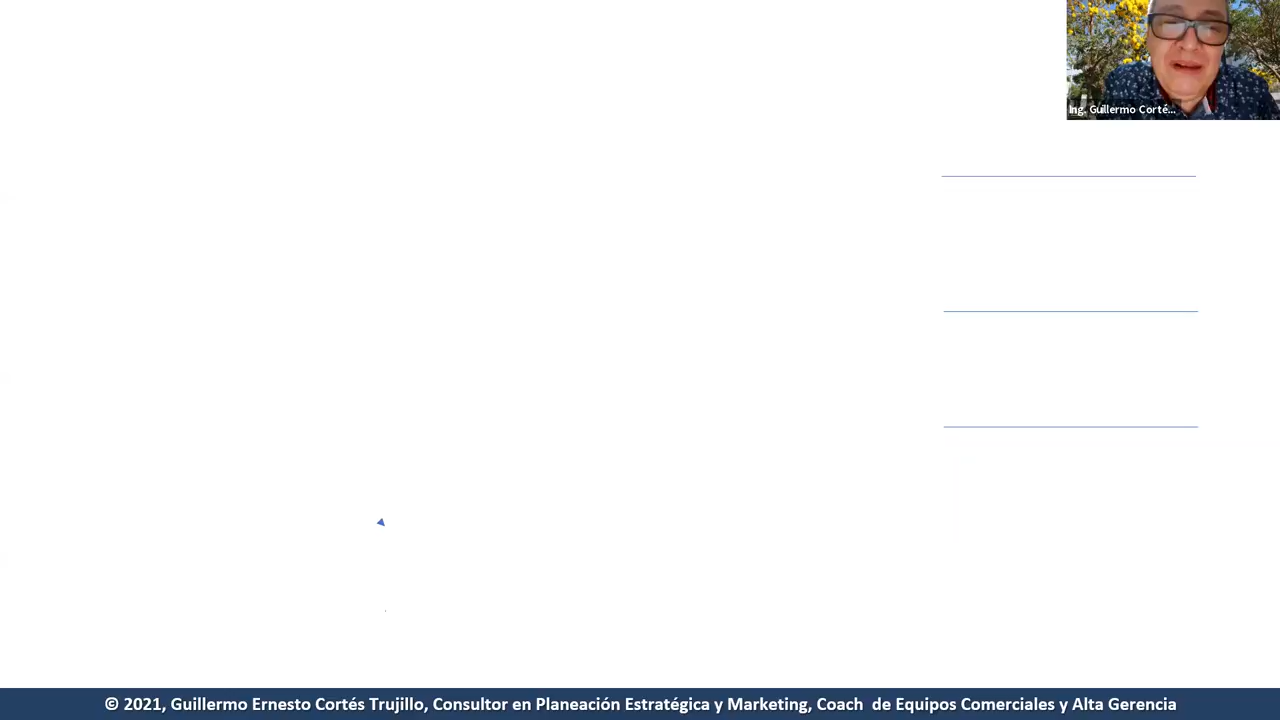 Ing. Guillermo Corté...
© 2021, Guillermo Ernesto Cortés Trujillo, Consultor en Planeación Estratégica y Marketing, Coach de Equipos Comerciales y Alta Gerencia